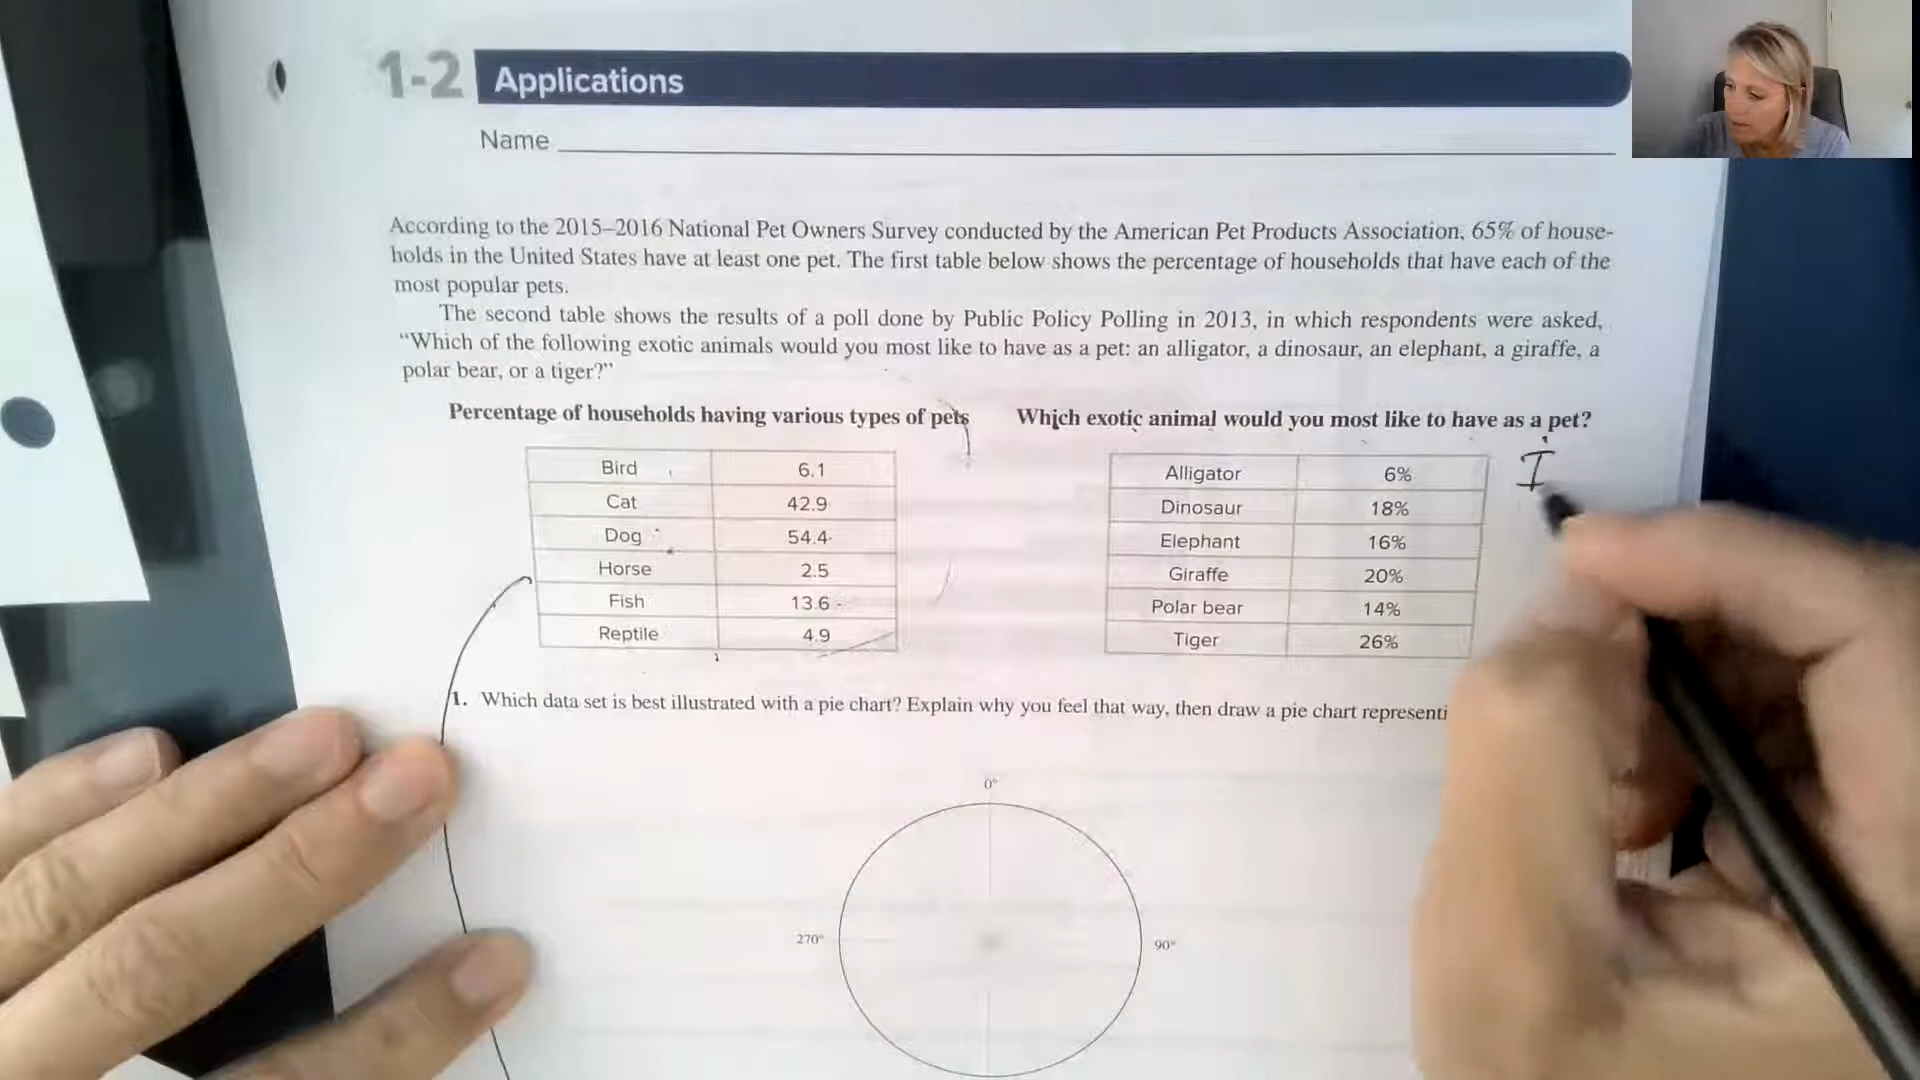 1-2 Applications
Name
According to the 2015–2016 National Pet Owners Survey conducted by the American Pet Products Association, 65% of house-
holds in the United States have at least one pet. The first table below shows the percentage of households that have each of the
most popular pets.
The second table shows the results of a poll done by Public Policy Polling in 2013, in which respondents were asked,
“Which of the following exotic animals would you most like to have as a pet: an alligator, a dinosaur, an elephant, a giraffe, a
polar bear, or a tiger?”
Percentage of households having various types of pets
Bird 6.1
Cat 42.9
Dog 54.4
Horse 2.5
Fish 13.6
Reptile 4.9
Which exotic animal would you most like to have as a pet?
Alligator 6%
Dinosaur 18%
Elephant 16%
Giraffe 20%
Polar bear 14%
Tiger 26%
I
1. Which data set is best illustrated with a pie chart? Explain why you feel that way, then draw a pie chart representi
0°
270°
90°